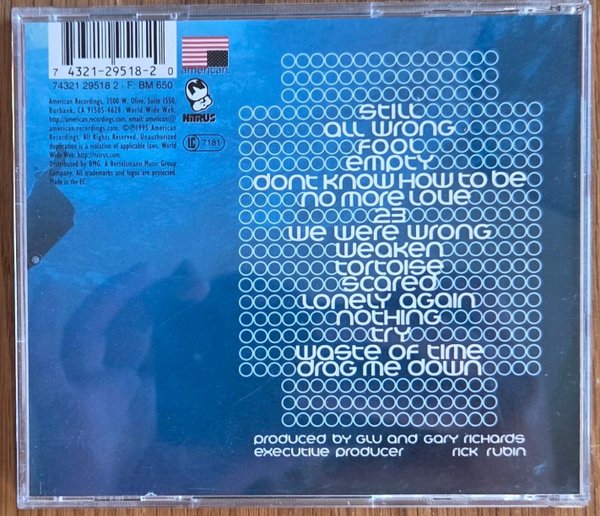 7 4321-29518-2 0
74321 29518 2 · F: BM 650
American Recordings, 3500 W. Olive, Suite 1550,
Burbank, CA 91505-4628. World Wide Web:
http://american.recordings.com, email: american@
american.recordings.com. ©℗1995 American
Recordings. All Rights Reserved. Unauthorized
duplication is a violation of applicable laws. World
Wide Web: http://nitrus.com.
Distributed by BMG. A Bertelsmann Music Group
Company. All trademarks and logos are protected.
Made in the EC.
american
NITRUS
LC 7181
still
all wrong
foot
empty
dont know how to be
no more love
23
we were wrong
weaken
tortoise
scared
lonely again
nothing
try
waste of time
drag me down
produced by glu and gary richards
executive producer rick rubin